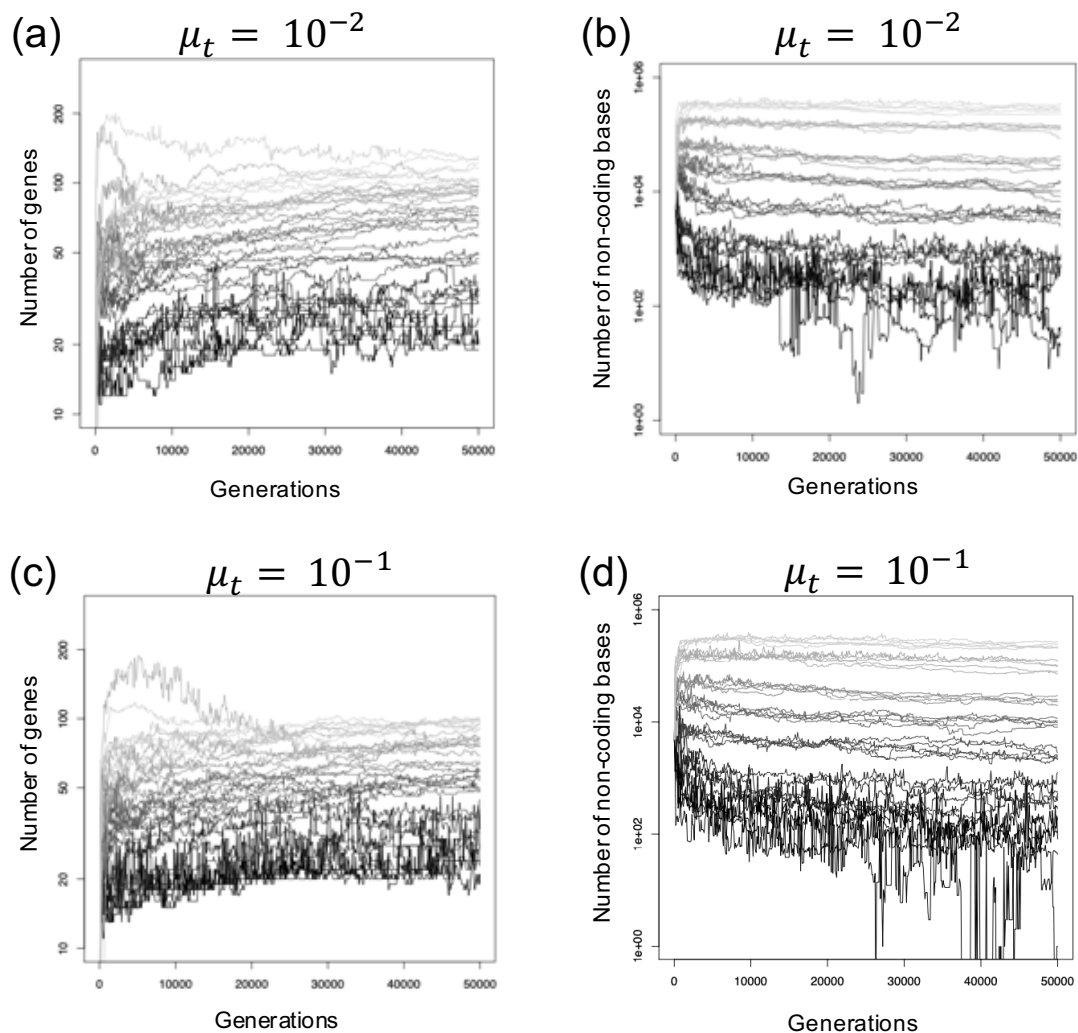 (a) μt = 10−2
Number of genes
200
100
50
20
10
0 10000 20000 30000 40000 50000
Generations
(b) μt = 10−2
Number of non-coding bases
1e+06
1e+04
1e+02
1e+00
0 10000 20000 30000 40000 50000
Generations
(c) μt = 10−1
Number of genes
200
100
50
20
10
0 10000 20000 30000 40000 50000
Generations
(d) μt = 10−1
Number of non-coding bases
1e+06
1e+04
1e+02
1e+00
0 10000 20000 30000 40000 50000
Generations